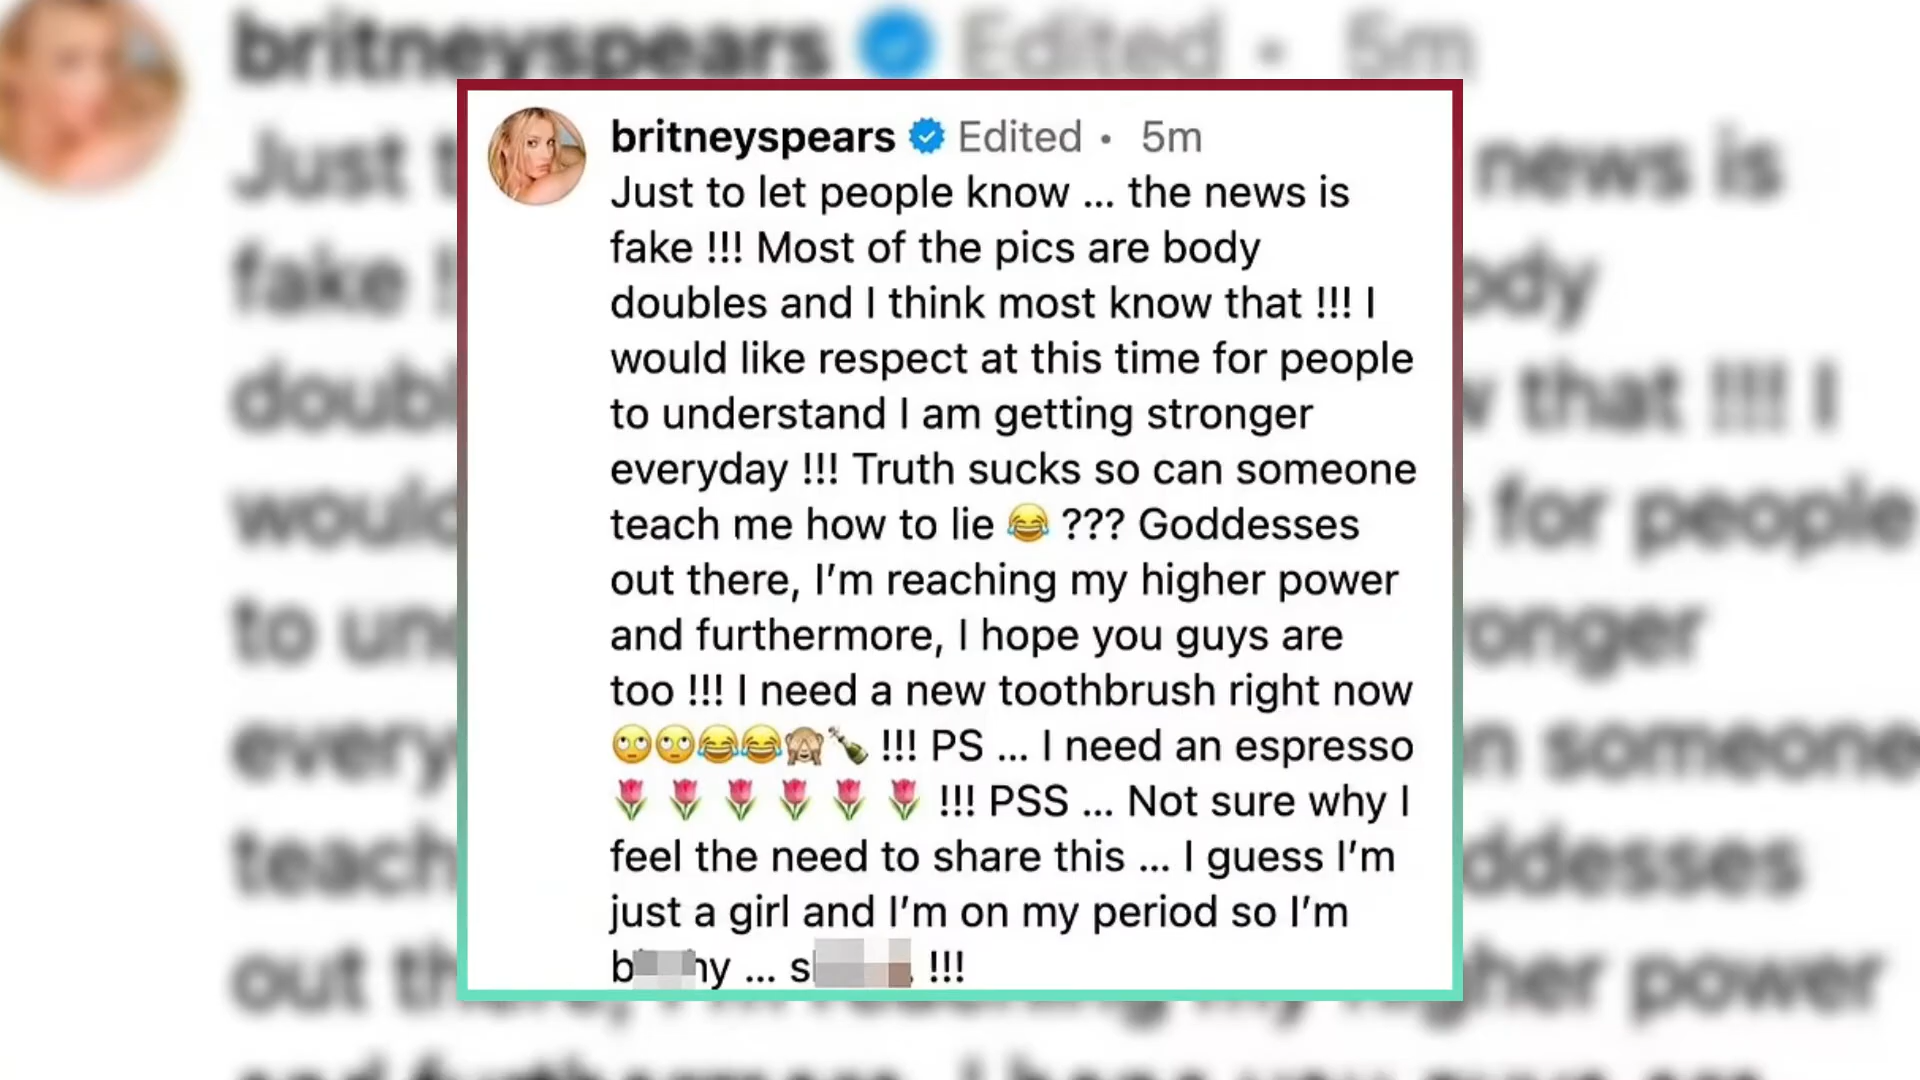 britneyspears Edited • 5m
Just to let people know ... the news is
fake !!! Most of the pics are body
doubles and I think most know that !!! I
would like respect at this time for people
to understand I am getting stronger
everyday !!! Truth sucks so can someone
teach me how to lie 😂 ??? Goddesses
out there, I’m reaching my higher power
and furthermore, I hope you guys are
too !!! I need a new toothbrush right now
🙄🙄😂😂🙈🍾 !!! PS ... I need an espresso
🌷🌷🌷🌷🌷🌷 !!! PSS ... Not sure why I
feel the need to share this ... I guess I’m
just a girl and I’m on my period so I’m
... !!!